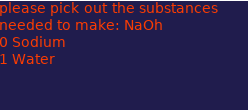 please pick out the substances
needed to make: NaOh
0 Sodium
1 Water